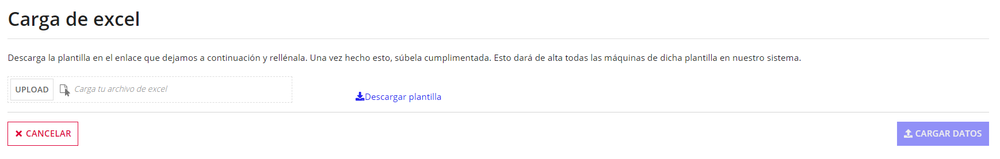 Carga de excel
Descarga la plantilla en el enlace que dejamos a continuación y rellénala. Una vez hecho esto, súbela cumplimentada. Esto dará de alta todas las máquinas de dicha plantilla en nuestro sistema.
UPLOAD Carga tu archivo de excel
Descargar plantilla
CANCELAR
CARGAR DATOS